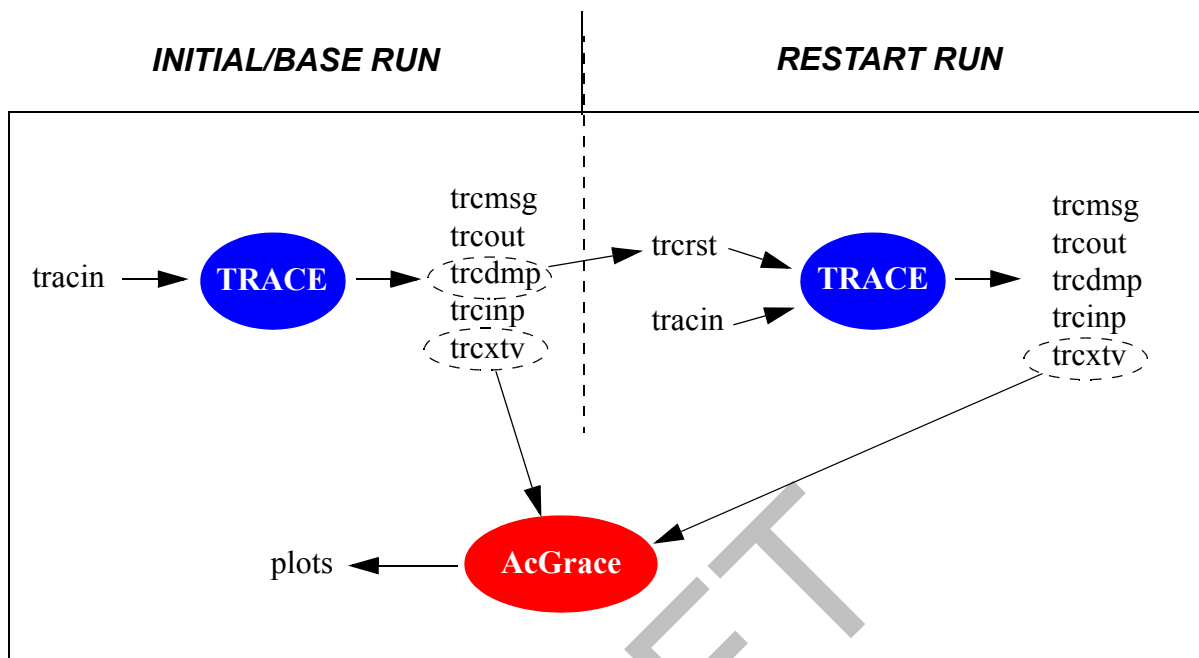 INITIAL/BASE RUN
RESTART RUN
tracin
TRACE
trcmsg
trcout
trcdmp
trcinp
trcxtv
trcrst
tracin
TRACE
trcmsg
trcout
trcdmp
trcinp
trcxtv
plots
AcGrace